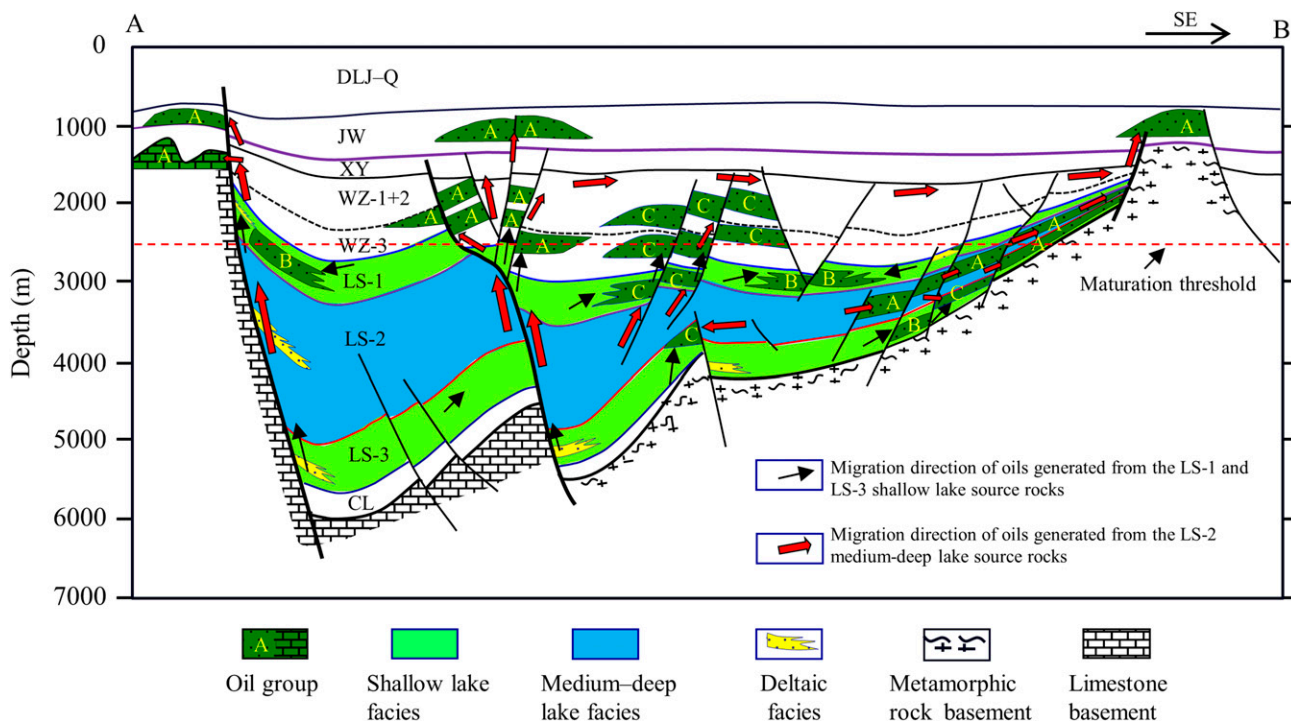 A
SE
B
0
1000
2000
3000
4000
5000
6000
7000
Depth (m)
DLJ–Q
JW
XY
WZ-1+2
WZ-3
LS-1
LS-2
LS-3
CL
A
A
A
A
A
A
A
A
A
A
B
C
C
C
C
C
C
C
C
B
B
A
A
A
A
A
C
B
A
Maturation threshold
Migration direction of oils generated from the LS-1 and
LS-3 shallow lake source rocks
Migration direction of oils generated from the LS-2
medium-deep lake source rocks
A
Oil group
Shallow lake
facies
Medium–deep
lake facies
Deltaic
facies
Metamorphic
rock basement
Limestone
basement